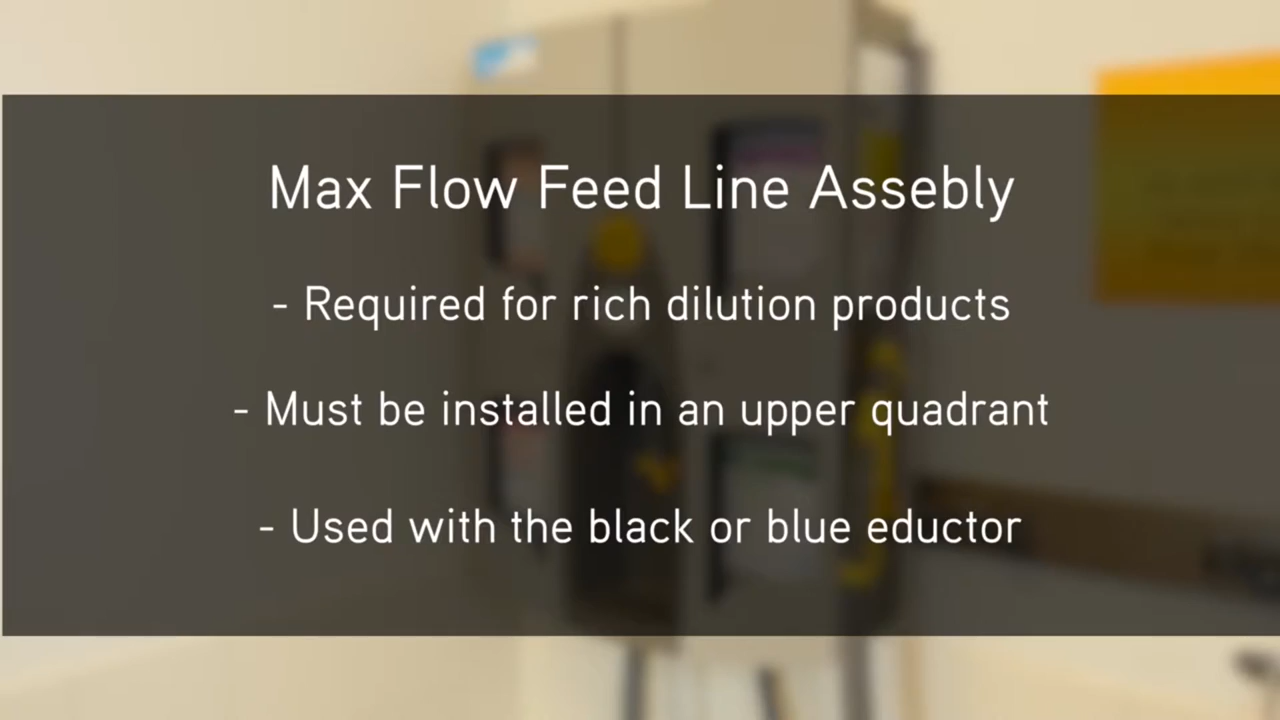 Max Flow Feed Line Assebly
- Required for rich dilution products
- Must be installed in an upper quadrant
- Used with the black or blue eductor